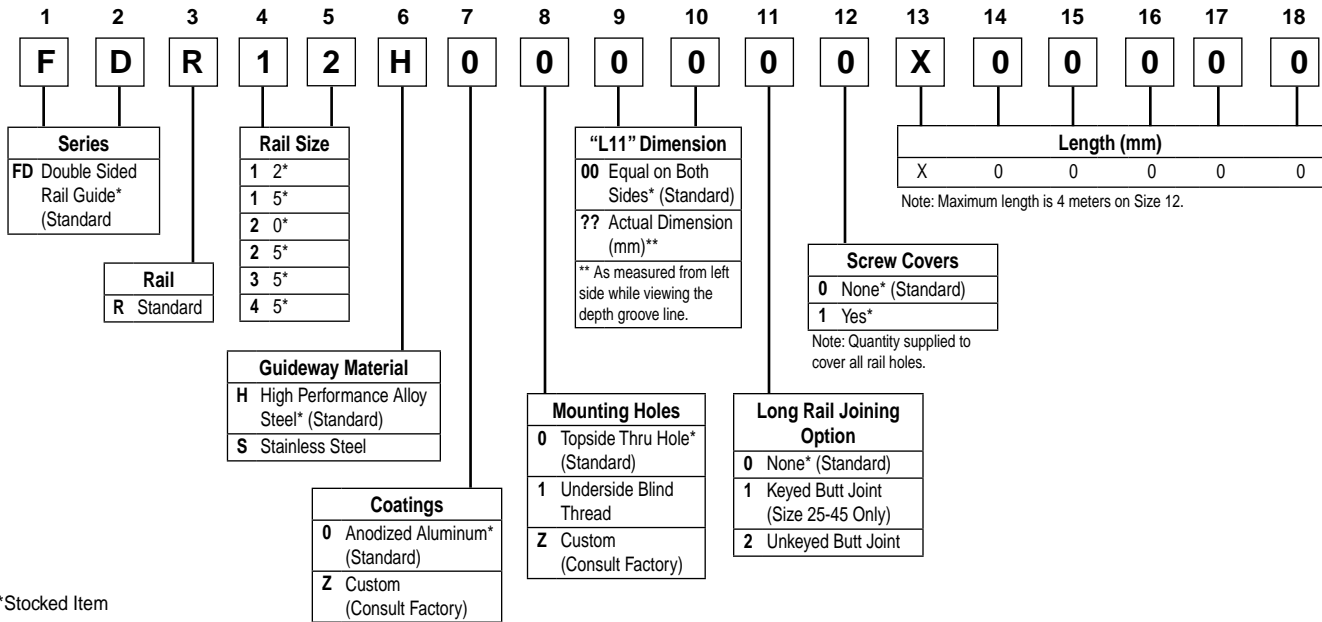 1 2 3 4 5 6 7 8 9 10 11 12 13 14 15 16 17 18
F D R 1 2 H 0 0 0 0 0 0 X 0 0 0 0 0
Series
FD Double Sided
Rail Guide*
(Standard
Rail
R Standard
Rail Size
1 2*
1 5*
2 0*
2 5*
3 5*
4 5*
Guideway Material
H High Performance Alloy
Steel* (Standard)
S Stainless Steel
Coatings
0 Anodized Aluminum*
(Standard)
Z Custom
(Consult Factory)
Mounting Holes
0 Topside Thru Hole*
(Standard)
1 Underside Blind
Thread
Z Custom
(Consult Factory)
"L11" Dimension
00 Equal on Both
Sides* (Standard)
?? Actual Dimension
(mm)**
** As measured from left
side while viewing the
depth groove line.
Long Rail Joining
Option
0 None* (Standard)
1 Keyed Butt Joint
(Size 25-45 Only)
2 Unkeyed Butt Joint
Screw Covers
0 None* (Standard)
1 Yes*
Note: Quantity supplied to
cover all rail holes.
Length (mm)
X 0 0 0 0 0
Note: Maximum length is 4 meters on Size 12.
*Stocked Item